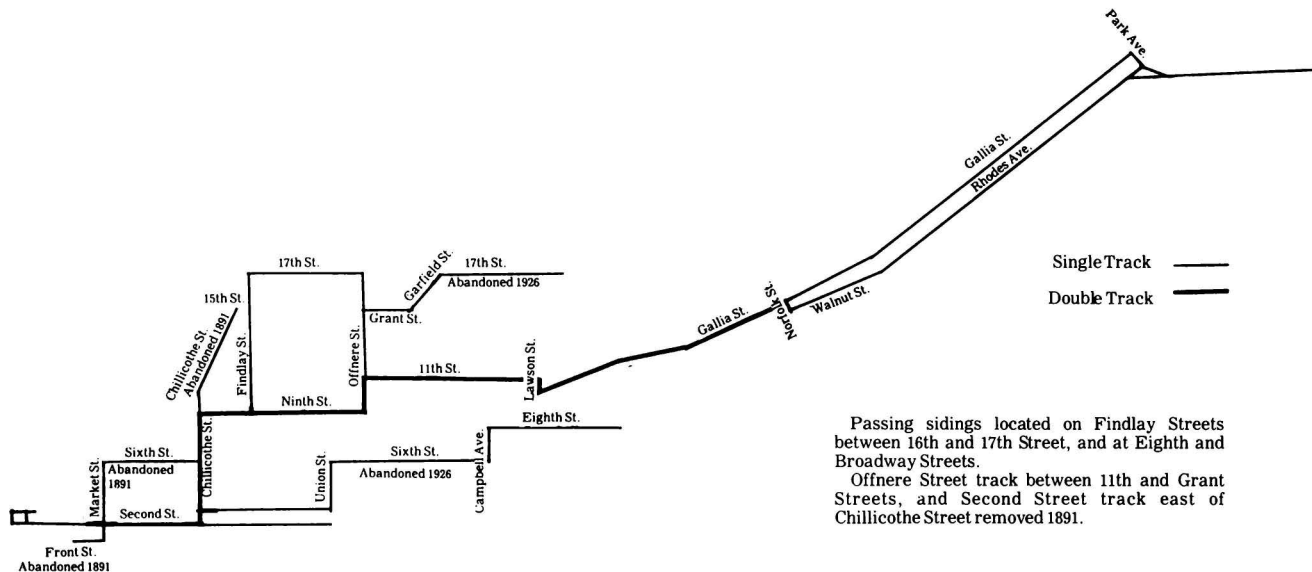 Park Ave.
Gallia St.
Rhodes Ave.
Single Track
Double Track
Norfolk St.
Walnut St.
Gallia St.
17th St.
Garfield St.
17th St.
Abandoned 1926
15th St.
Grant St.
Chillicothe St.
Abandoned 1891
Findlay St.
Offnere St.
11th St.
Lawson St.
Ninth St.
Eighth St.
Chillicothe St.
Market St.
Sixth St.
Abandoned
1891
Union St.
Sixth St.
Abandoned 1926
Campbell Ave.
Second St.
Front St.
Abandoned 1891
Passing sidings located on Findlay Streets
between 16th and 17th Street, and at Eighth and
Broadway Streets.
Offnere Street track between 11th and Grant
Streets, and Second Street track east of
Chillicothe Street removed 1891.